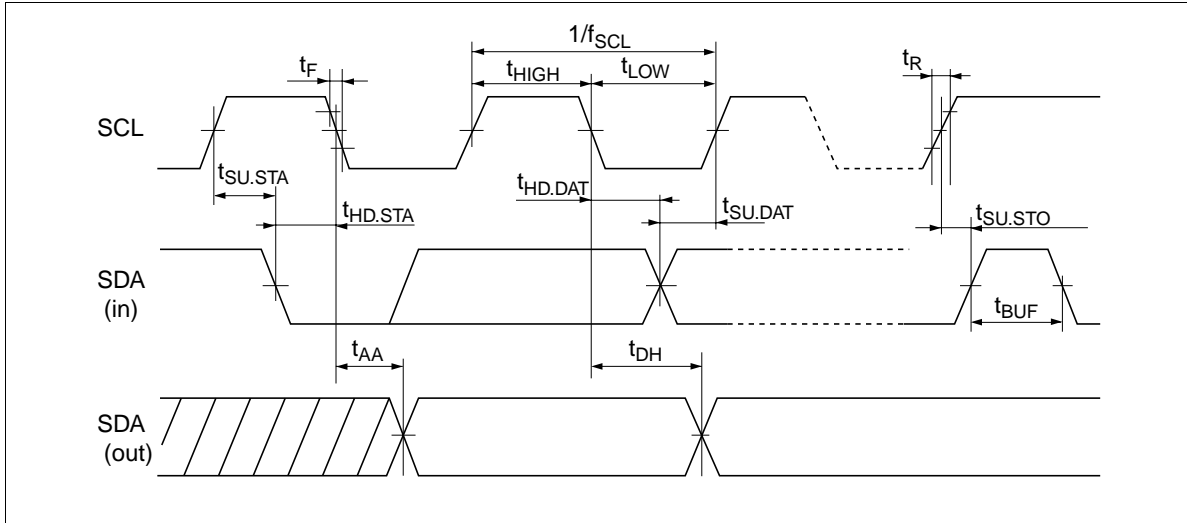 1/fSCL
tF
tHIGH
tLOW
tR
SCL
tSU.STA
tHD.STA
tHD.DAT
tSU.DAT
tSU.STO
SDA
(in)
tBUF
tAA
tDH
SDA
(out)